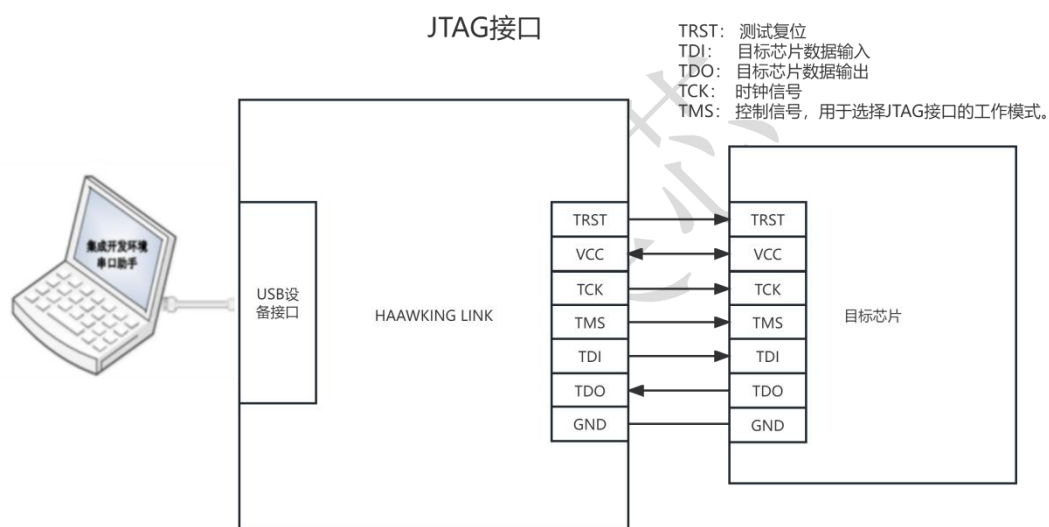 JTAG接口
TRST： 测试复位
TDI： 目标芯片数据输入
TDO： 目标芯片数据输出
TCK： 时钟信号
TMS： 控制信号，用于选择JTAG接口的工作模式。
集成开发环境
串口助手
USB设
备接口
HAAWKING LINK
TRST
VCC
TCK
TMS
TDI
TDO
GND
TRST
VCC
TCK
TMS
TDI
TDO
GND
目标芯片